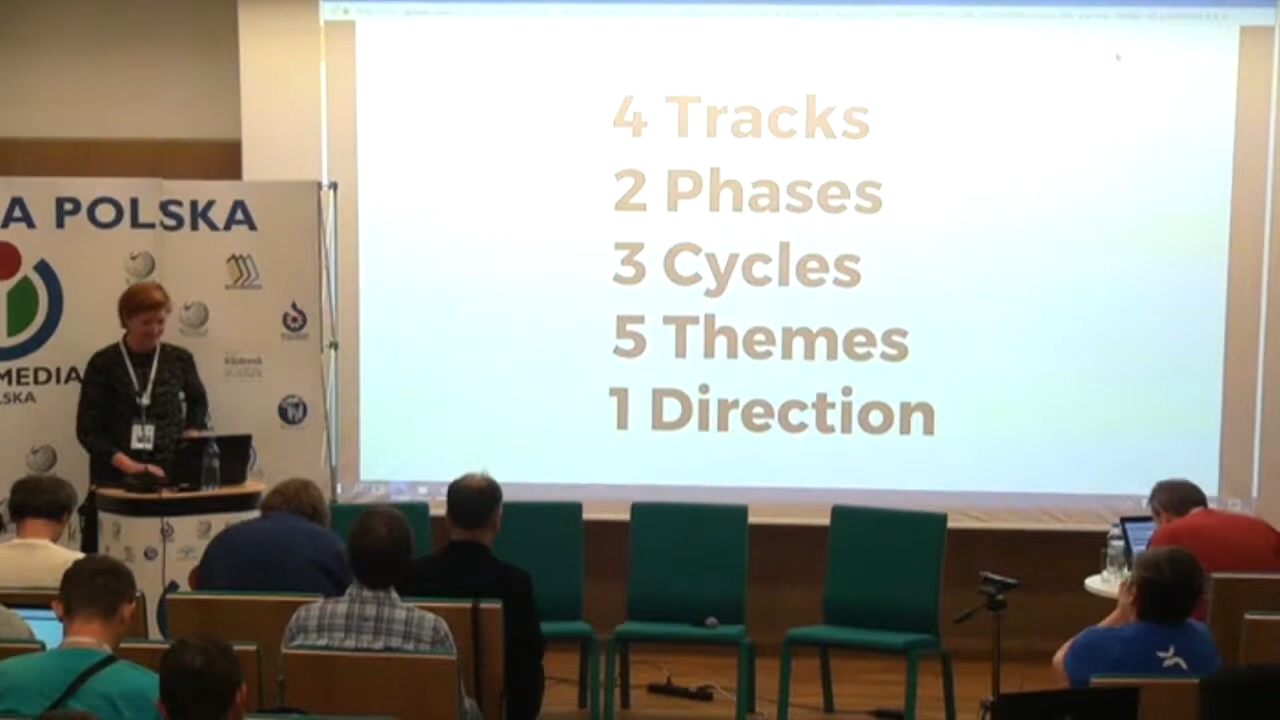 4 Tracks
2 Phases
3 Cycles
5 Themes
1 Direction
A POLSKA
MEDIA
LSKA